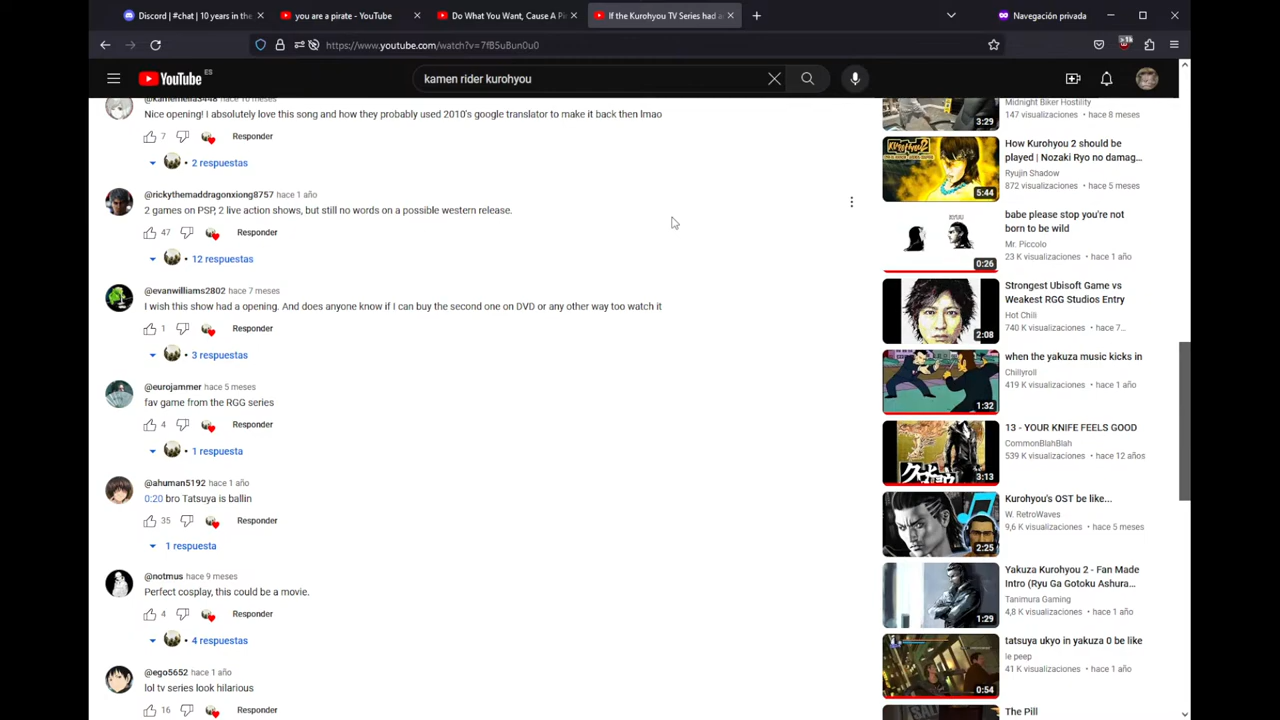 Discord | #chat | 10 years in the
you are a pirate - YouTube
Do What You Want, Cause A Pi
If the Kurohyou TV Series had a
Navegación privada
https://www.youtube.com/watch?v=7fB5u8un0u0
YouTube ES
kamen rider kurohyou
Nice opening! I absolutely love this song and how they probably used 2010's google translator to make it back then lmao
7 Responder
2 respuestas
@rickythemaddragonxiong8757 hace 1 año
2 games on PSP, 2 live action shows, but still no words on a possible western release.
47 Responder
12 respuestas
@evanwilliams2802 hace 7 meses
I wish this show had a opening. And does anyone know if I can buy the second one on DVD or any other way too watch it
1 Responder
3 respuestas
@eurojammer hace 5 meses
fav game from the RGG series
4 Responder
1 respuesta
@ahuman5192 hace 1 año
0:20 bro Tatsuya is ballin
35 Responder
1 respuesta
@notmus hace 9 meses
Perfect cosplay, this could be a movie.
4 Responder
4 respuestas
@ego5652 hace 1 año
lol tv series look hilarious
16 Responder
Midnight Biker Hostility
147 visualizaciones • hace 8 meses
3:29
How Kurohyou 2 should be
played | Nozaki Ryo no damag...
Ryujin Shadow
872 visualizaciones • hace 5 meses
KUROHYOU2
5:44
babe please stop you're not
born to be wild
Mr. Piccolo
23 K visualizaciones • hace 1 año
RYUU
0:26
Strongest Ubisoft Game vs
Weakest RGG Studios Entry
Hot Chili
740 K visualizaciones • hace 7...
2:08
when the yakuza music kicks in
Chillyroll
419 K visualizaciones • hace 1 año
1:32
13 - YOUR KNIFE FEELS GOOD
CommonBlahBlah
539 K visualizaciones • hace 12 años
3:13
Kurohyou's OST be like...
W. RetroWaves
9,6 K visualizaciones • hace 5 meses
2:25
Yakuza Kurohyou 2 - Fan Made
Intro (Ryu Ga Gotoku Ashura...
Tanimura Gaming
4,8 K visualizaciones • hace 1 año
1:29
tatsuya ukyo in yakuza 0 be like
le peep
41 K visualizaciones • hace 1 año
0:54
The Pill